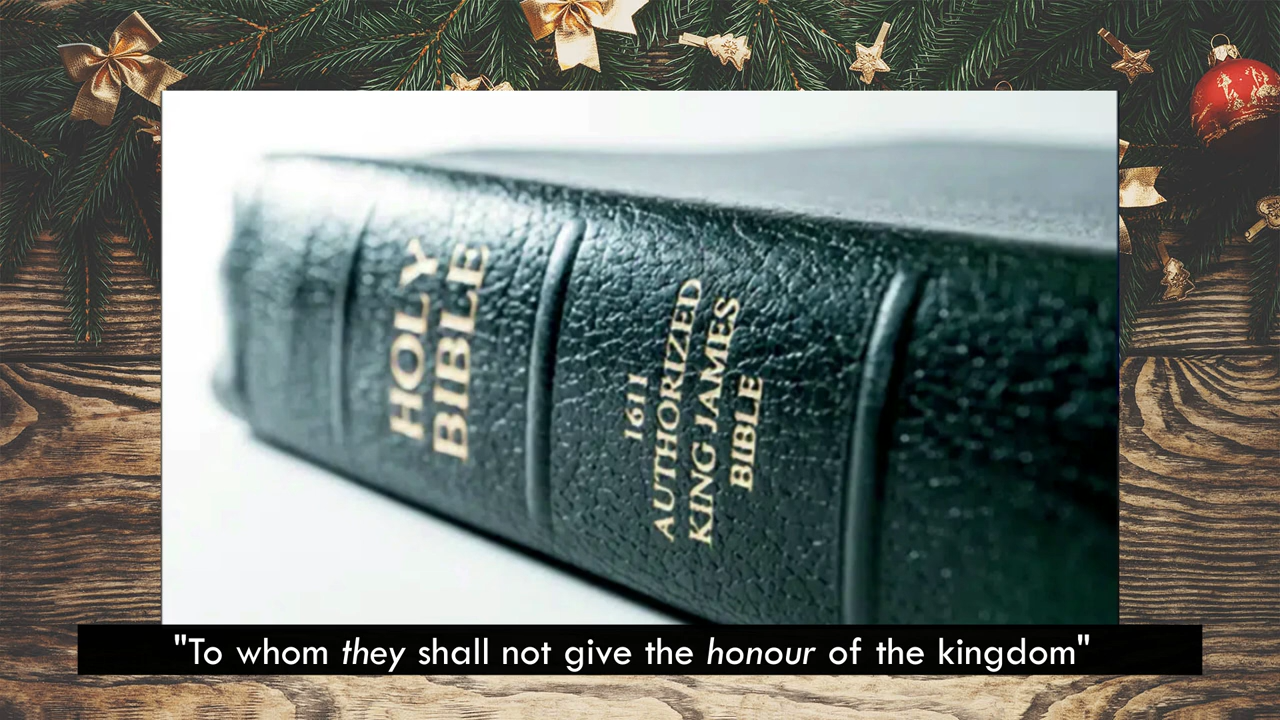 HOLY
BIBLE
1611
AUTHORIZED
KING JAMES
BIBLE
"To whom they shall not give the honour of the kingdom"